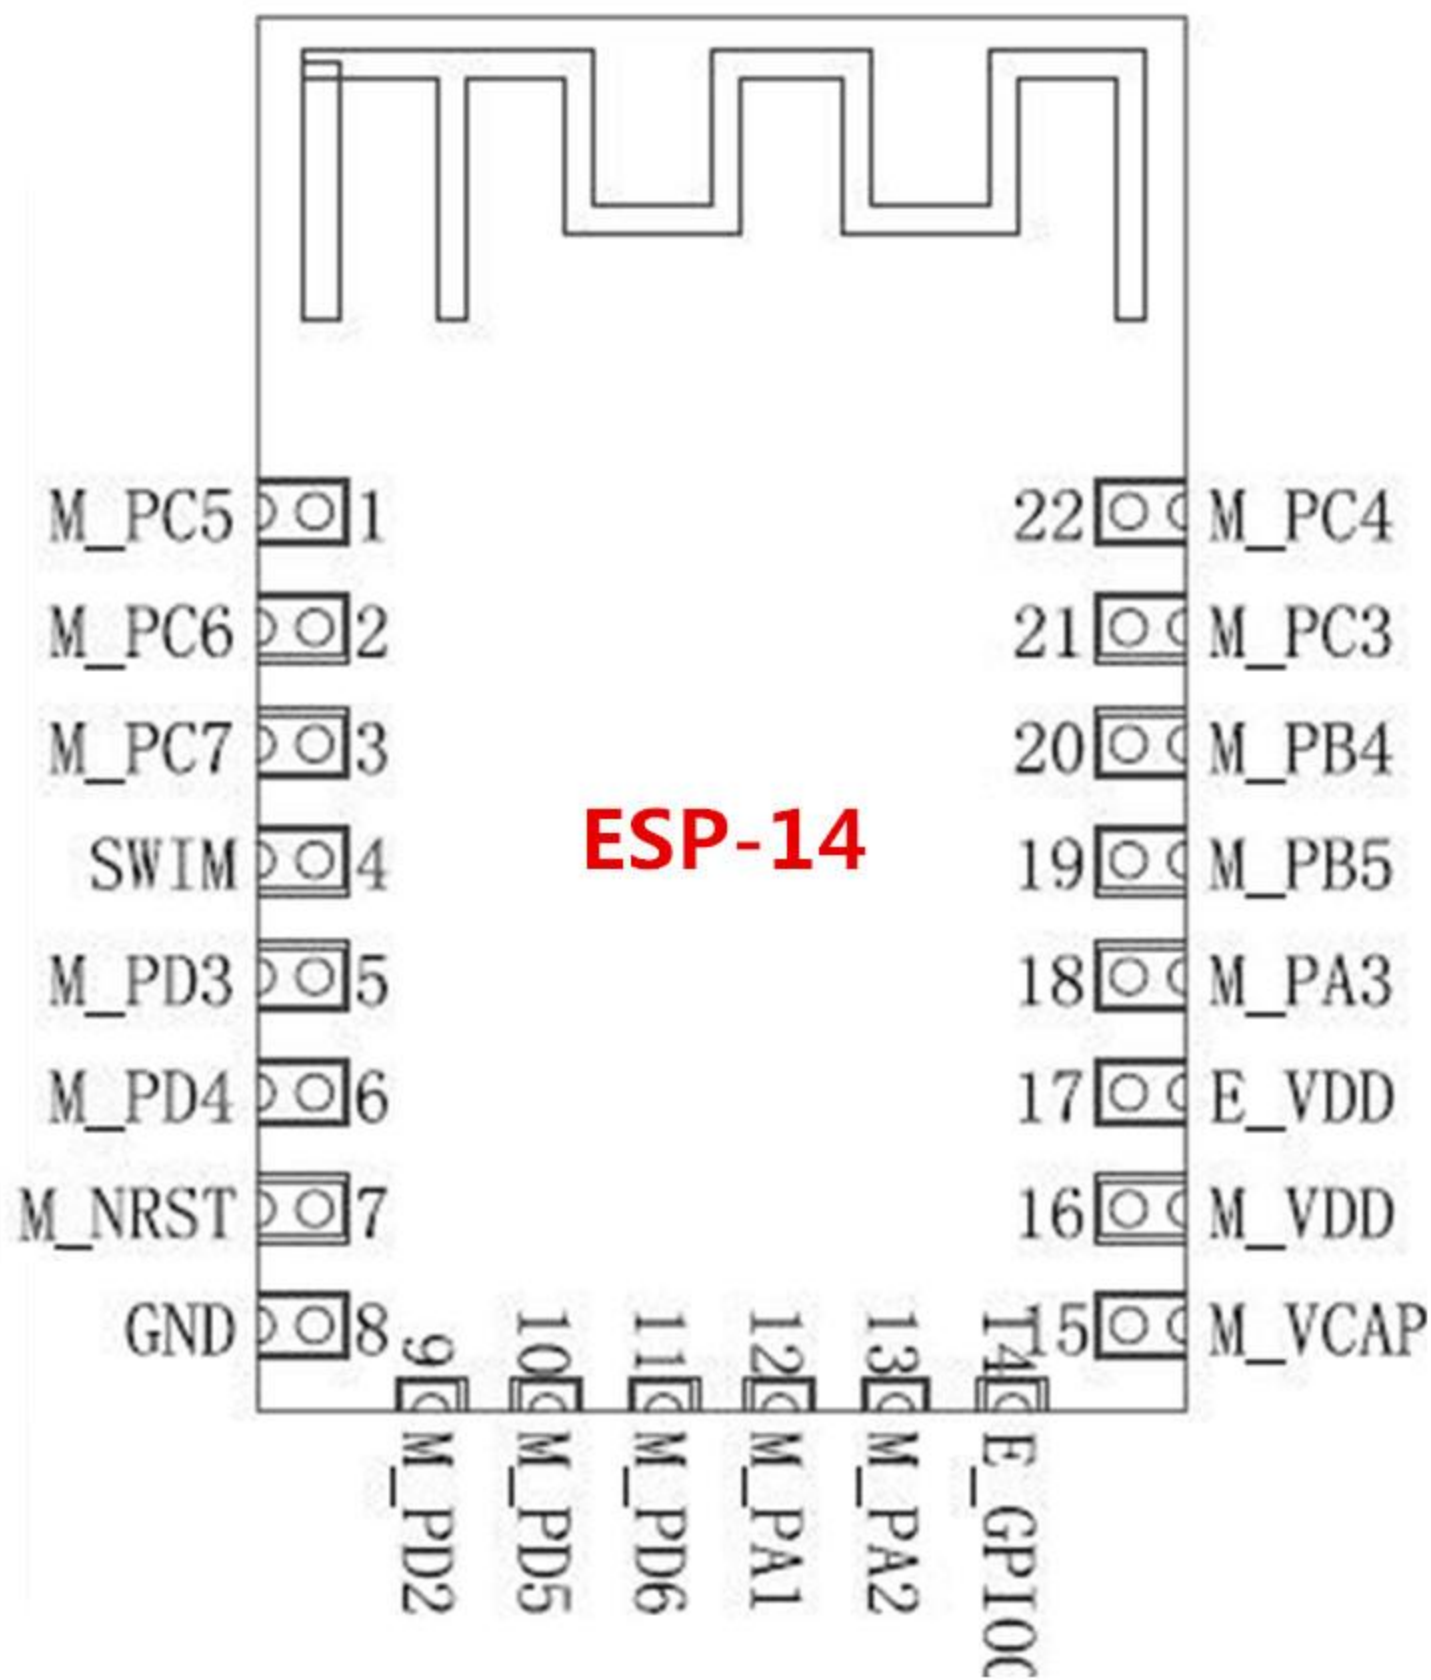 M_PC5 1
M_PC6 2
M_PC7 3
SWIM 4
M_PD3 5
M_PD4 6
M_NRST 7
GND 8
ESP-14
22 M_PC4
21 M_PC3
20 M_PB4
19 M_PB5
18 M_PA3
17 E_VDD
16 M_VDD
15 M_VCAP
9 M_PD2
10 M_PD5
11 M_PD6
12 M_PA1
13 M_PA2
14 E_GPIO0